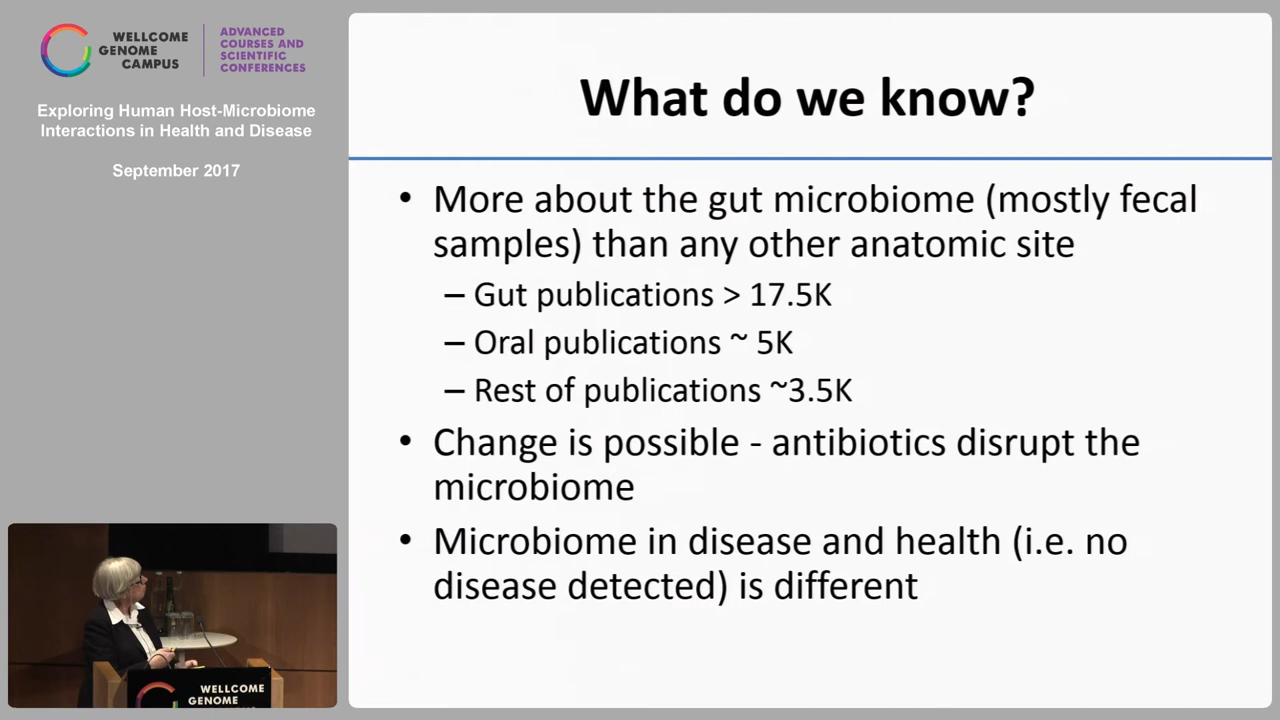 WELLCOME
GENOME
CAMPUS
ADVANCED
COURSES AND
SCIENTIFIC
CONFERENCES
Exploring Human Host-Microbiome
Interactions in Health and Disease
September 2017
What do we know?
• More about the gut microbiome (mostly fecal
samples) than any other anatomic site
– Gut publications > 17.5K
– Oral publications ~ 5K
– Rest of publications ~3.5K
• Change is possible - antibiotics disrupt the
microbiome
• Microbiome in disease and health (i.e. no
disease detected) is different
WELLCOME
GENOME